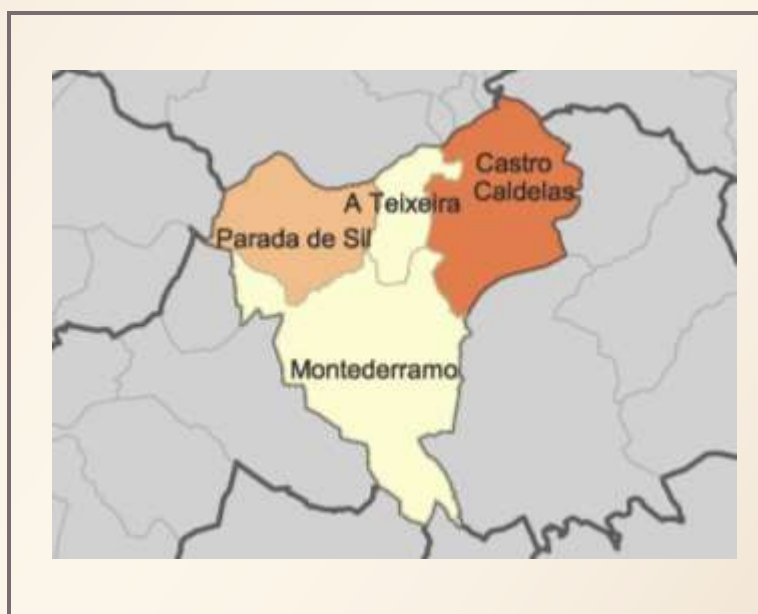 Castro
Caldelas
A Teixeira
Parada de Sil
Montederramo